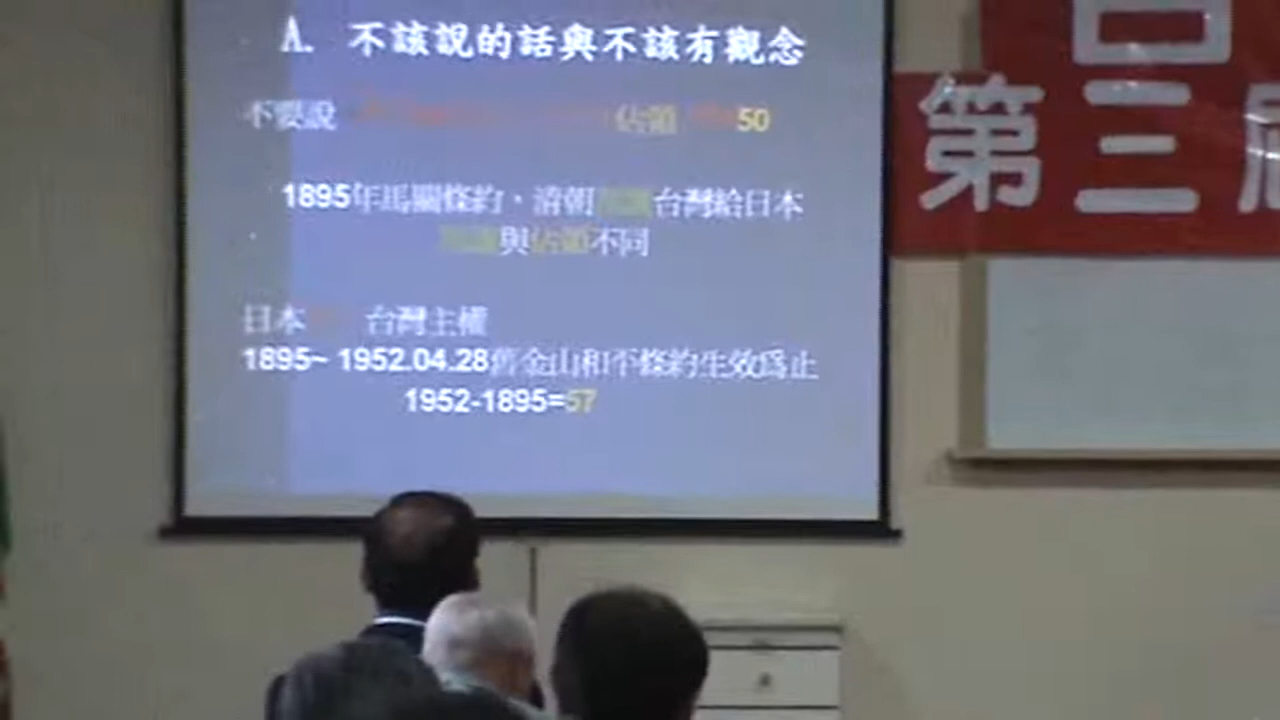 A. 不該說的話與不該有觀念
不要說 佔領 50
1895年馬關條約，清朝 台灣給日本
與佔領不同
日本 台灣主權
1895~ 1952.04.28舊金山和平條約生效為止
1952-1895=57
第三